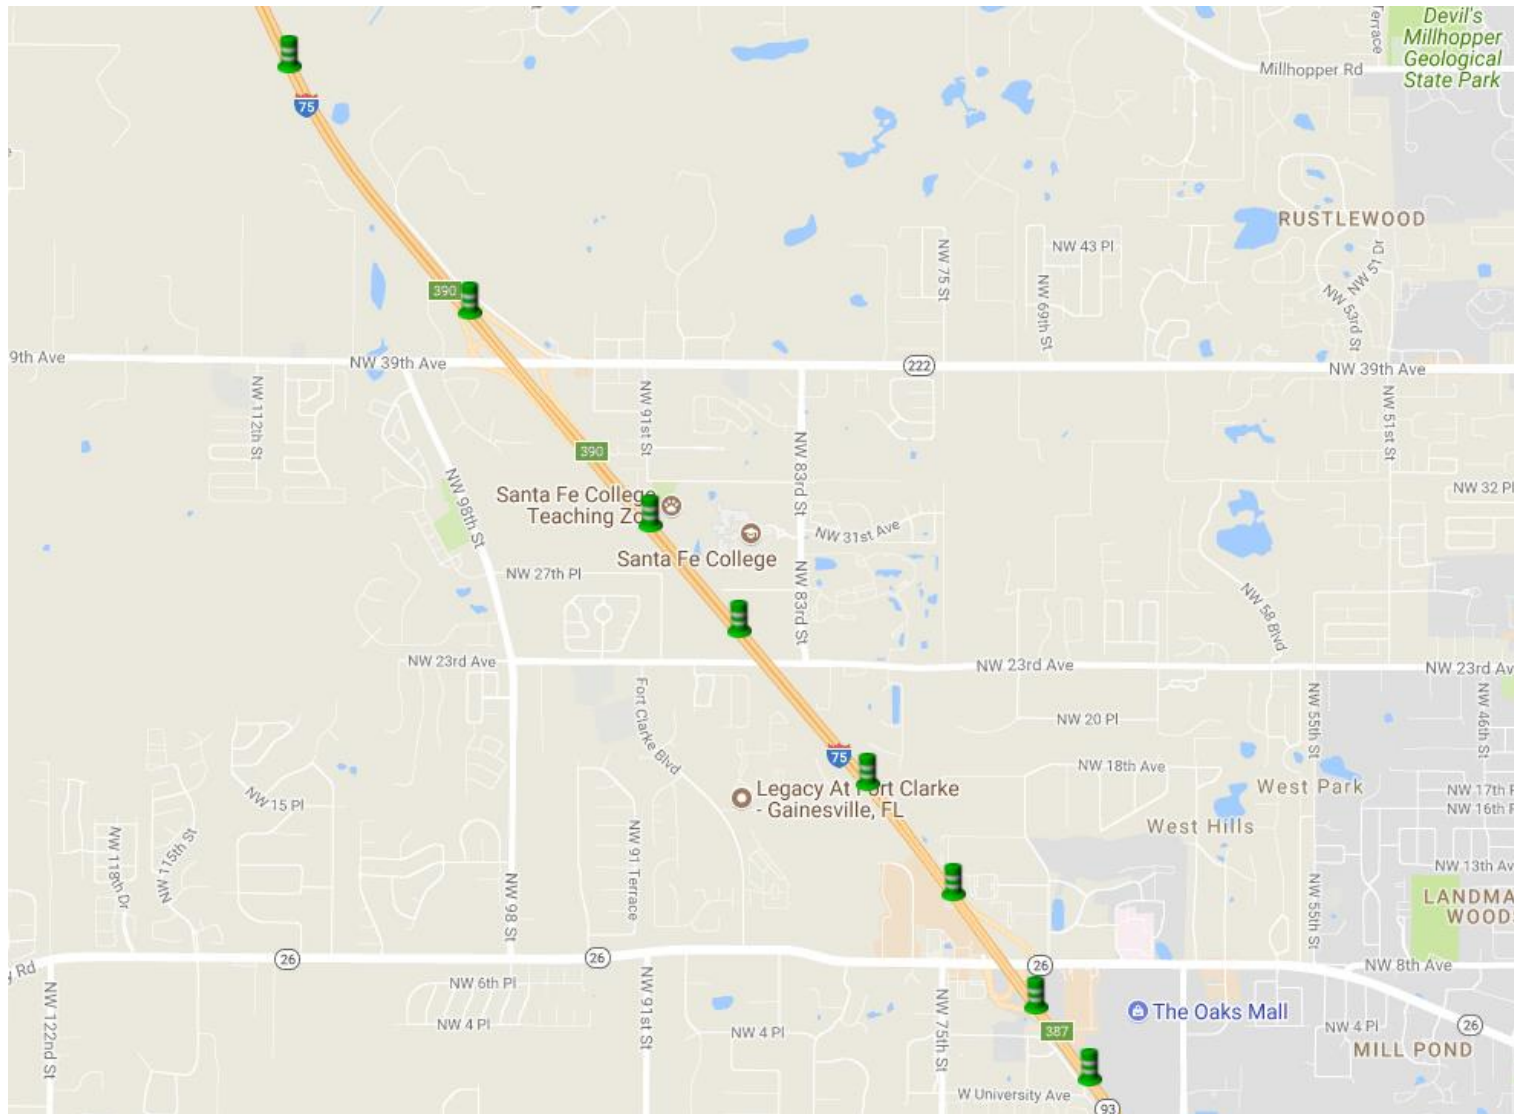 Devil's
Millhopper
Geological
State Park
Terrace
Millhopper Rd
75
RUSTLEWOOD
NW 43 Pl
NW 75 St
NW 51 Dr
NW 69th St
NW 53rd St
390
9th Ave
NW 39th Ave
222
NW 39th Ave
NW 112th St
NW 91st St
NW 83rd St
NW 51st St
390
NW 98th St
Santa Fe College
Teaching Zo
NW 32 Pl
NW 31st Ave
Santa Fe College
NW 27th Pl
NW 83rd St
NW 58 Blvd
NW 23rd Ave
NW 23rd Ave
NW 23rd Av
Fort Clarke Blvd
NW 55th St
NW 46th St
NW 20 Pl
75
NW 18th Ave
West Park
Legacy At Fort Clarke
- Gainesville, FL
NW 15 Pl
NW 17th P
NW 16th P
West Hills
NW 118th Dr
NW 115th St
NW 91 Terrace
NW 13th Av
NW 98 St
NW 55th St
LANDMA
WOOD
26
26
26
y Rd
NW 8th Ave
NW 6th Pl
NW 122nd St
NW 91st St
NW 75th St
The Oaks Mall
NW 4 Pl
NW 4 Pl
387
NW 4 Pl
26
MILL POND
W University Ave
93